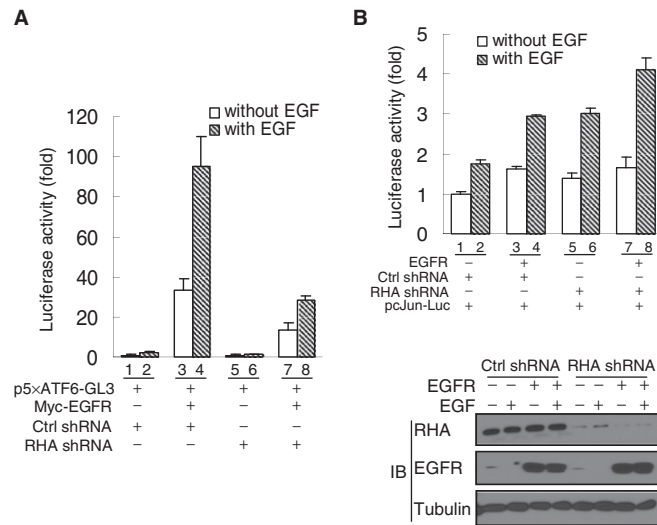 A
without EGF
with EGF
Luciferase activity (fold)
120
100
80
60
40
20
0
1 2 3 4 5 6 7 8
p5×ATF6-GL3 + + + +
Myc-EGFR − + − +
Ctrl shRNA + + − −
RHA shRNA − − + +
B
without EGF
with EGF
Luciferase activity (fold)
5
4
3
2
1
0
1 2 3 4 5 6 7 8
EGFR − + − +
Ctrl shRNA + + − −
RHA shRNA − − + +
pcJun-Luc + + + +
Ctrl shRNA RHA shRNA
EGFR − − + + − − + +
EGF − + − + − + − +
IB
RHA
EGFR
Tubulin